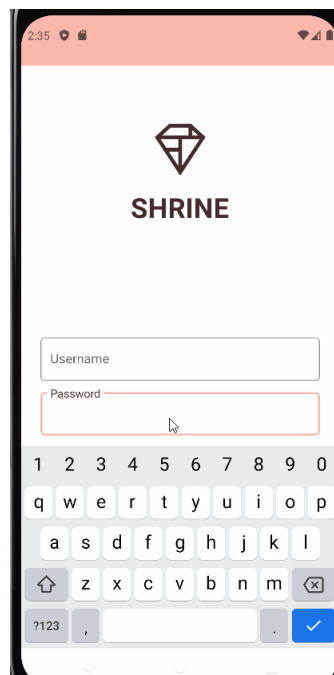 2:35
SHRINE
Username
Password
1 2 3 4 5 6 7 8 9 0
q w e r t y u i o p
a s d f g h j k l
z x c v b n m
?123 , .